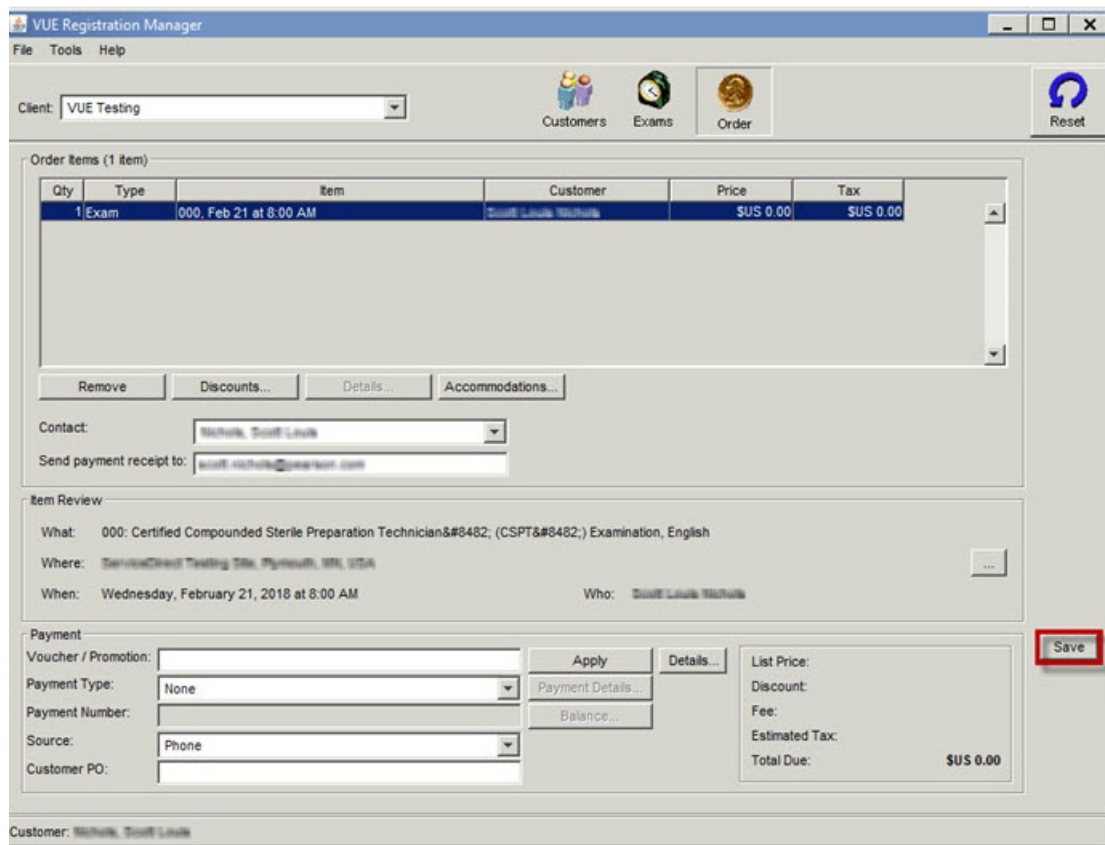 VUE Registration Manager
File Tools Help
Client: VUE Testing
Customers Exams Order Reset
Order Items (1 item)
Qty Type Item Customer Price Tax
1 Exam 000, Feb 21 at 8:00 AM $US 0.00 $US 0.00
Remove Discounts... Details... Accommodations...
Contact:
Send payment receipt to:
Item Review
What: 000: Certified Compounded Sterile Preparation Technician&#8482; (CSPT&#8482;) Examination, English
Where:
...
When: Wednesday, February 21, 2018 at 8:00 AM Who:
Payment
Save
Voucher / Promotion: Apply Details... List Price:
Payment Type: None Payment Details... Discount:
Payment Number: Balance... Fee:
Source: Phone Estimated Tax:
Customer PO: Total Due: $US 0.00
Customer: